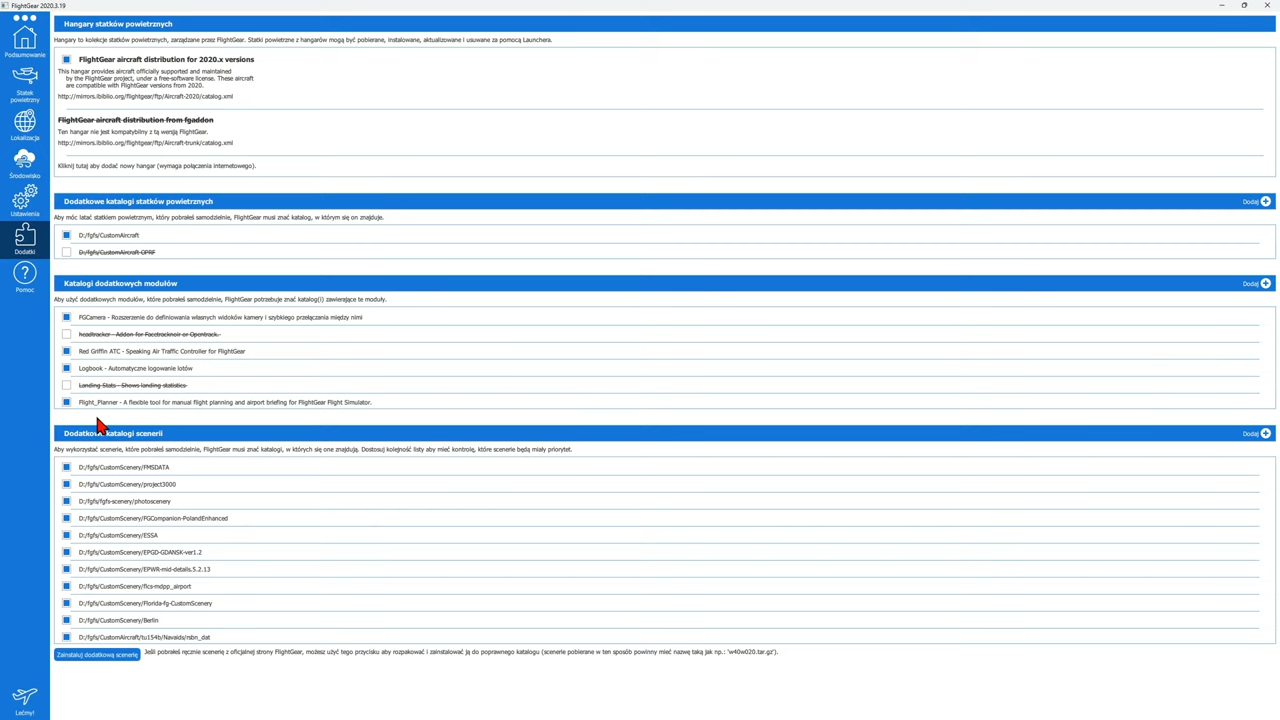 FlightGear 2020.3.19
Podsumowanie
Statek
powietrzny
Lokalizacja
Środowisko
Ustawienia
Dodatki
Pomoc
Lećmy!
Hangary statków powietrznych
Hangary to kolekcje statków powietrznych, zarządzane przez FlightGear. Statki powietrzne z hangarów mogą być pobierane, instalowane, aktualizowane i usuwane za pomocą Launchera.
FlightGear aircraft distribution for 2020.x versions
This hangar provides aircraft officially supported and maintained
by the FlightGear project, under a free-software license. These aircraft
are compatible with FlightGear versions from 2020.
http://mirrors.ibiblio.org/flightgear/ftp/Aircraft-2020/catalog.xml
FlightGear aircraft distribution from fgaddon
Ten hangar nie jest kompatybilny z tą wersją FlightGear.
http://mirrors.ibiblio.org/flightgear/ftp/Aircraft-trunk/catalog.xml
Kliknij tutaj aby dodać nowy hangar (wymaga połączenia internetowego).
Dodatkowe katalogi statków powietrznych
Dodaj
Aby móc latać statkiem powietrznym, który pobrałeś samodzielnie, FlightGear musi znać katalog, w którym się on znajduje.
D:/fgfs/CustomAircraft
D:/fgfs/CustomAircraft-OPRF
Katalogi dodatkowych modułów
Dodaj
Aby użyć dodatkowych modułów, które pobrałeś samodzielnie, FlightGear potrzebuje znać katalog(i) zawierające te moduły.
FGCamera - Rozszerzenie do definiowania własnych widoków kamery i szybkiego przełączania między nimi
headtracker - Addon for Facetracknoir or Opentrack.
Red Griffin ATC - Speaking Air Traffic Controller for FlightGear
Logbook - Automatyczne logowanie lotów
Landing Stats - Shows landing statistics
Flight_Planner - A flexible tool for manual flight planning and airport briefing for FlightGear Flight Simulator.
Dodatkowe katalogi scenerii
Dodaj
Aby wykorzystać scenerie, które pobrałeś samodzielnie, FlightGear musi znać katalogi, w których się one znajdują. Dostosuj kolejność listy aby mieć kontrolę, które scenerie będą miały priorytet.
D:/fgfs/CustomScenery/FMSDATA
D:/fgfs/CustomScenery/project3000
D:/fgfs/fgfs-scenery/photoscenery
D:/fgfs/CustomScenery/FGCompanion-PolandEnhanced
D:/fgfs/CustomScenery/ESSA
D:/fgfs/CustomScenery/EPGD-GDANSK-ver1.2
D:/fgfs/CustomScenery/EPWR-mid-details.5.2.13
D:/fgfs/CustomScenery/fics-mdpp_airport
D:/fgfs/CustomScenery/Florida-fg-CustomScenery
D:/fgfs/CustomScenery/Berlin
D:/fgfs/CustomAircraft/tu154b/Navaids/rsbn_dat
Zainstaluj dodatkową scenerię
Jeśli pobrałeś ręcznie scenerię z oficjalnej strony FlightGear, możesz użyć tego przycisku aby rozpakować i zainstalować ją do poprawnego katalogu (scenerie pobierane w ten sposób powinny mieć nazwę taką jak np.: 'w40w020.tar.gz').